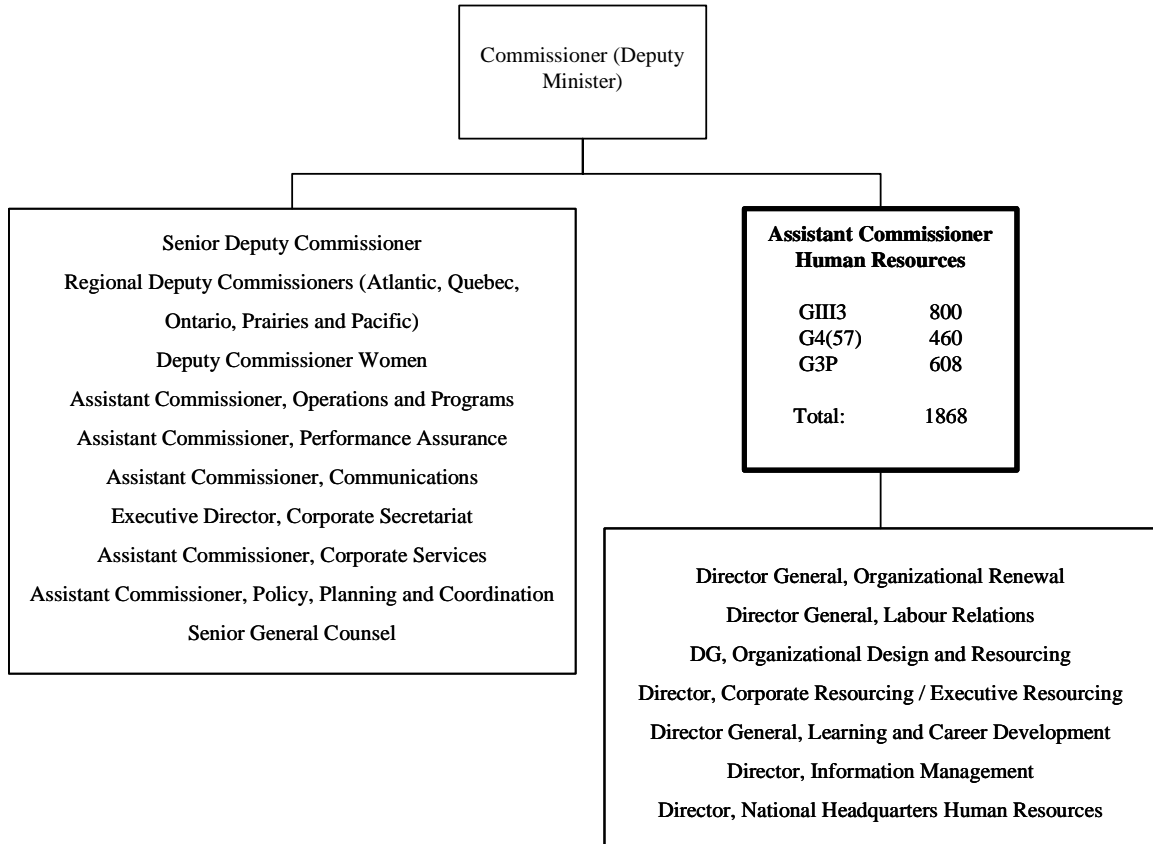 Commissioner (Deputy
Minister)
Senior Deputy Commissioner
Regional Deputy Commissioners (Atlantic, Quebec,
Ontario, Prairies and Pacific)
Deputy Commissioner Women
Assistant Commissioner, Operations and Programs
Assistant Commissioner, Performance Assurance
Assistant Commissioner, Communications
Executive Director, Corporate Secretariat
Assistant Commissioner, Corporate Services
Assistant Commissioner, Policy, Planning and Coordination
Senior General Counsel
Assistant Commissioner
Human Resources
GIII3 800
G4(57) 460
G3P 608
Total: 1868
Director General, Organizational Renewal
Director General, Labour Relations
DG, Organizational Design and Resourcing
Director, Corporate Resourcing / Executive Resourcing
Director General, Learning and Career Development
Director, Information Management
Director, National Headquarters Human Resources